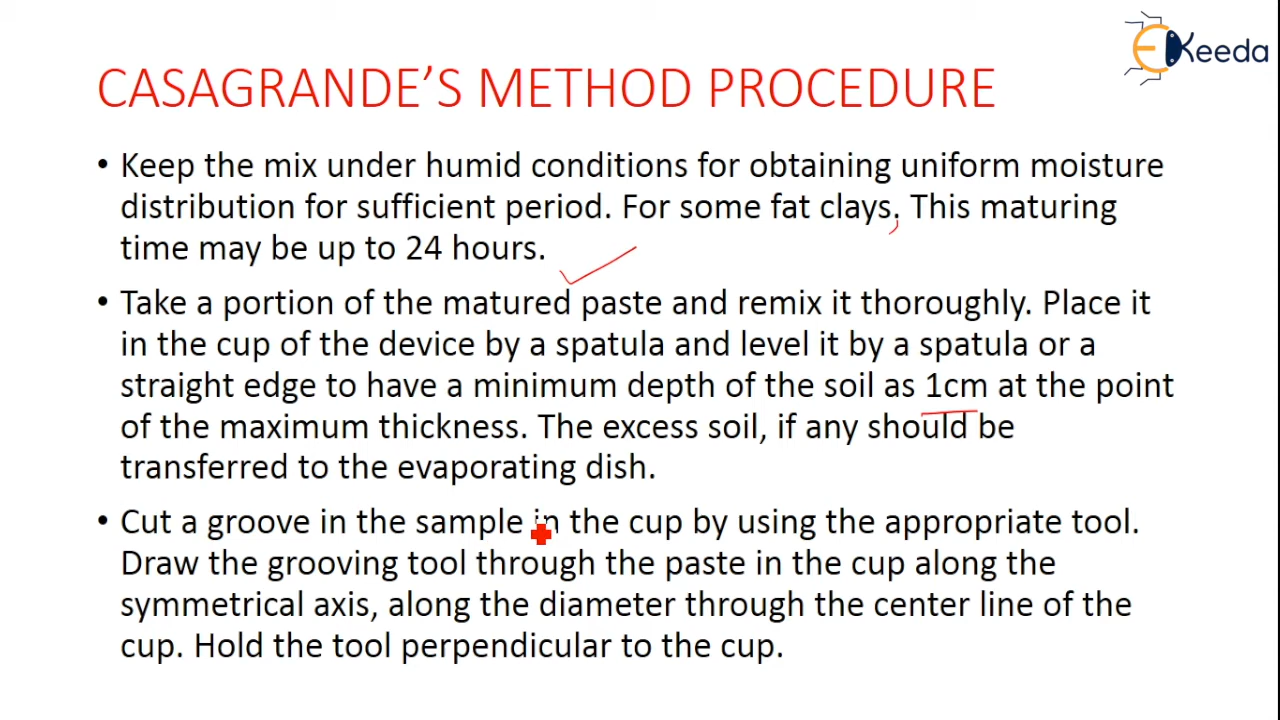 EKeeda
CASAGRANDE’S METHOD PROCEDURE
• Keep the mix under humid conditions for obtaining uniform moisture
distribution for sufficient period. For some fat clays. This maturing
time may be up to 24 hours.
• Take a portion of the matured paste and remix it thoroughly. Place it
in the cup of the device by a spatula and level it by a spatula or a
straight edge to have a minimum depth of the soil as 1cm at the point
of the maximum thickness. The excess soil, if any should be
transferred to the evaporating dish.
• Cut a groove in the sample in the cup by using the appropriate tool.
Draw the grooving tool through the paste in the cup along the
symmetrical axis, along the diameter through the center line of the
cup. Hold the tool perpendicular to the cup.